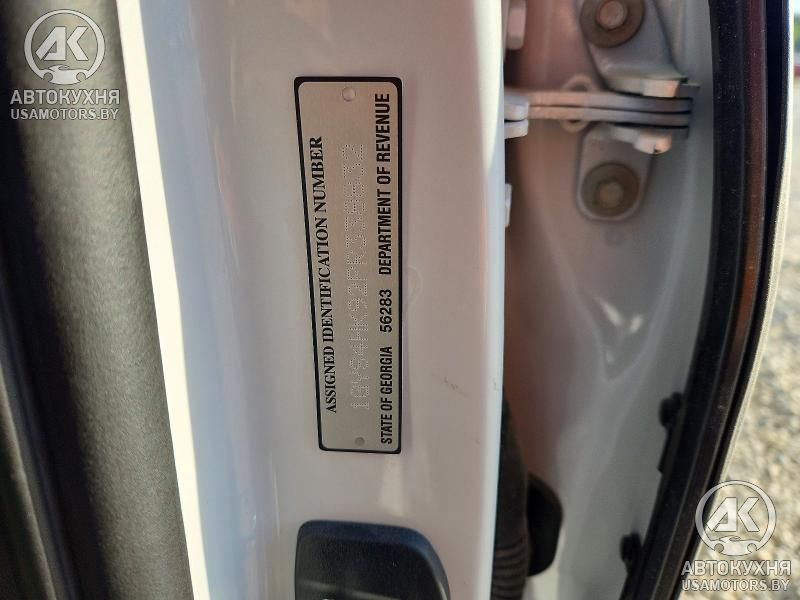 АК
АВТОКУХНЯ
USAMOTORS.BY
ASSIGNED IDENTIFICATION NUMBER
STATE OF GEORGIA 56283 DEPARTMENT OF REVENUE
АК
АВТОКУХНЯ
USAMOTORS.BY